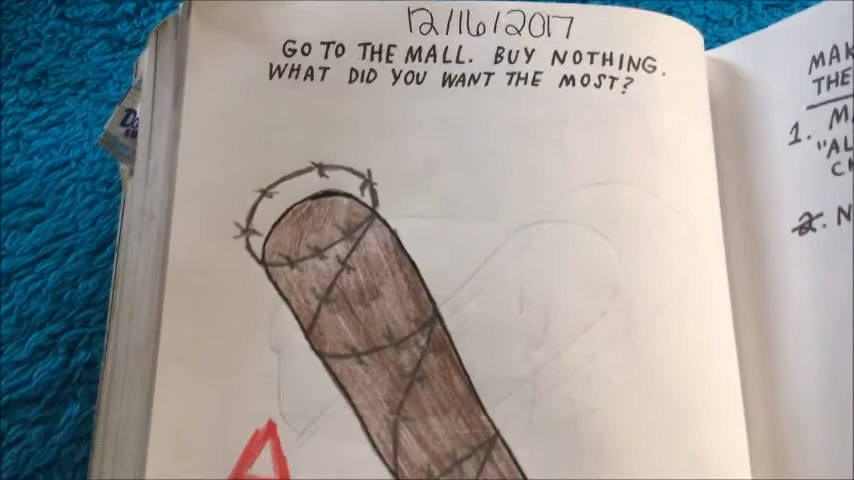 12/16/2017
GO TO THE MALL. BUY NOTHING.
WHAT DID YOU WANT THE MOST?
A
MAK
THE
1. M
"AL
2. N